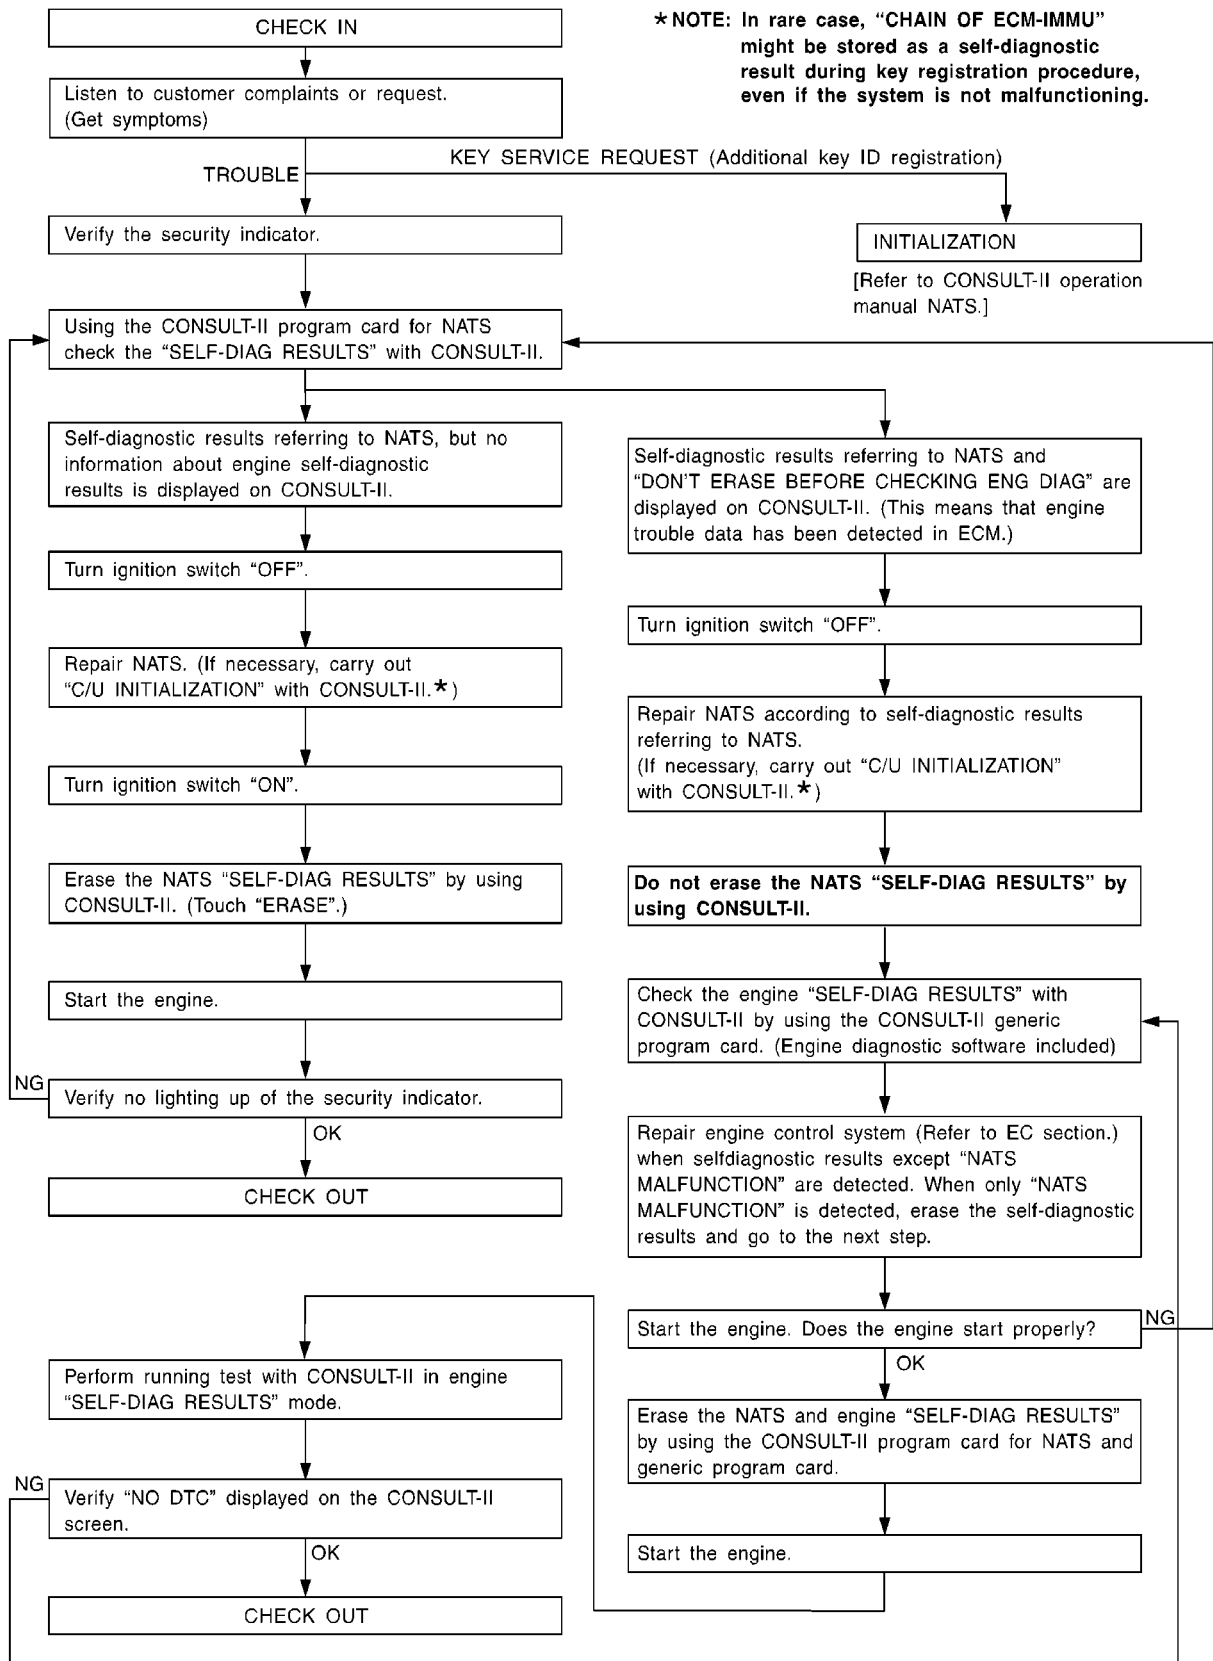 CHECK IN
★NOTE: In rare case, “CHAIN OF ECM-IMMU”
might be stored as a self-diagnostic
result during key registration procedure,
even if the system is not malfunctioning.
Listen to customer complaints or request.
(Get symptoms)
KEY SERVICE REQUEST (Additional key ID registration)
TROUBLE
Verify the security indicator.
INITIALIZATION
[Refer to CONSULT-II operation
manual NATS.]
Using the CONSULT-II program card for NATS
check the “SELF-DIAG RESULTS” with CONSULT-II.
Self-diagnostic results referring to NATS, but no
information about engine self-diagnostic
results is displayed on CONSULT-II.
Turn ignition switch “OFF”.
Repair NATS. (If necessary, carry out
“C/U INITIALIZATION” with CONSULT-II.★)
Turn ignition switch “ON”.
Erase the NATS “SELF-DIAG RESULTS” by using
CONSULT-II. (Touch “ERASE”.)
Start the engine.
NG
Verify no lighting up of the security indicator.
OK
CHECK OUT
Self-diagnostic results referring to NATS and
“DON’T ERASE BEFORE CHECKING ENG DIAG” are
displayed on CONSULT-II. (This means that engine
trouble data has been detected in ECM.)
Turn ignition switch “OFF”.
Repair NATS according to self-diagnostic results
referring to NATS.
(If necessary, carry out “C/U INITIALIZATION”
with CONSULT-II.★)
Do not erase the NATS “SELF-DIAG RESULTS” by
using CONSULT-II.
Check the engine “SELF-DIAG RESULTS” with
CONSULT-II by using the CONSULT-II generic
program card. (Engine diagnostic software included)
Repair engine control system (Refer to EC section.)
when selfdiagnostic results except “NATS
MALFUNCTION” are detected. When only “NATS
MALFUNCTION” is detected, erase the self-diagnostic
results and go to the next step.
Start the engine. Does the engine start properly?
NG
OK
Erase the NATS and engine “SELF-DIAG RESULTS”
by using the CONSULT-II program card for NATS and
generic program card.
Start the engine.
Perform running test with CONSULT-II in engine
“SELF-DIAG RESULTS” mode.
NG
Verify “NO DTC” displayed on the CONSULT-II
screen.
OK
CHECK OUT